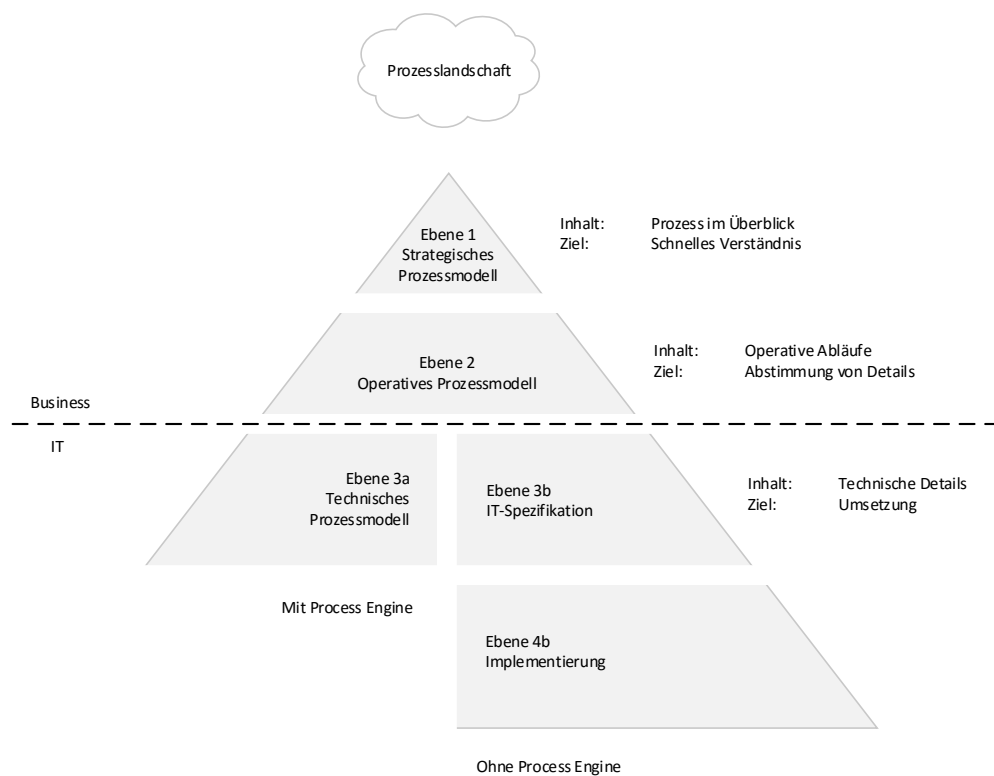 Prozesslandschaft
Ebene 1
Strategisches
Prozessmodell
Inhalt: Prozess im Überblick
Ziel: Schnelles Verständnis
Ebene 2
Operatives Prozessmodell
Inhalt: Operative Abläufe
Ziel: Abstimmung von Details
Business
IT
Ebene 3a
Technisches
Prozessmodell
Ebene 3b
IT-Spezifikation
Inhalt: Technische Details
Ziel: Umsetzung
Mit Process Engine
Ebene 4b
Implementierung
Ohne Process Engine